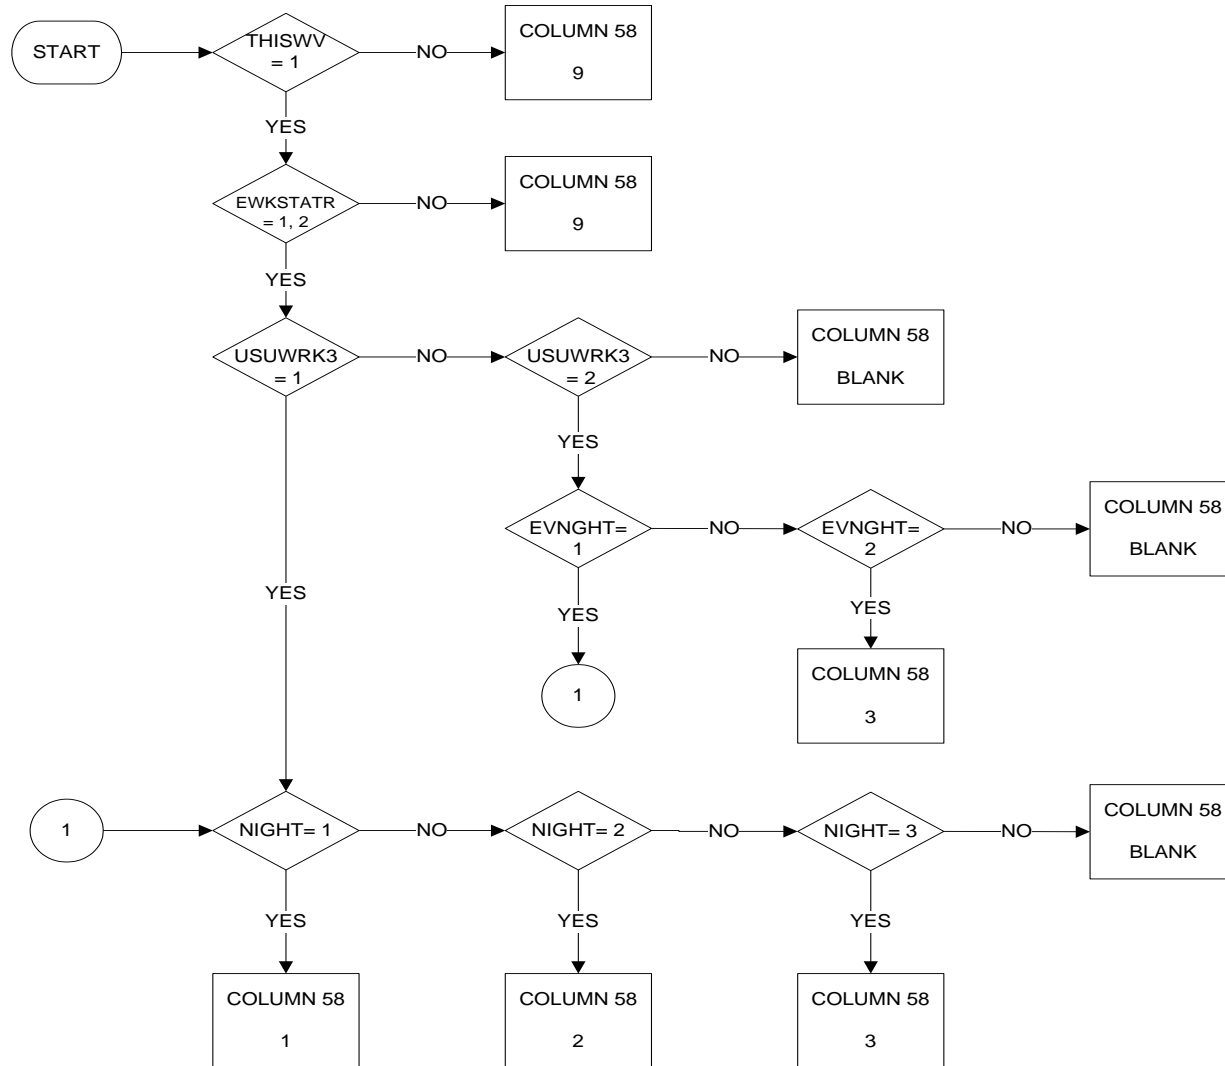 START
THISWV
= 1
NO
COLUMN 58
9
YES
EWKSTATR
= 1, 2
NO
COLUMN 58
9
YES
USUWRK3
= 1
NO
USUWRK3
= 2
NO
COLUMN 58
BLANK
YES
EVNGHT=
1
NO
EVNGHT=
2
NO
COLUMN 58
BLANK
YES
YES
YES
1
COLUMN 58
3
1
NIGHT= 1
NO
NIGHT= 2
NO
NIGHT= 3
NO
COLUMN 58
BLANK
YES
YES
YES
COLUMN 58
1
COLUMN 58
2
COLUMN 58
3